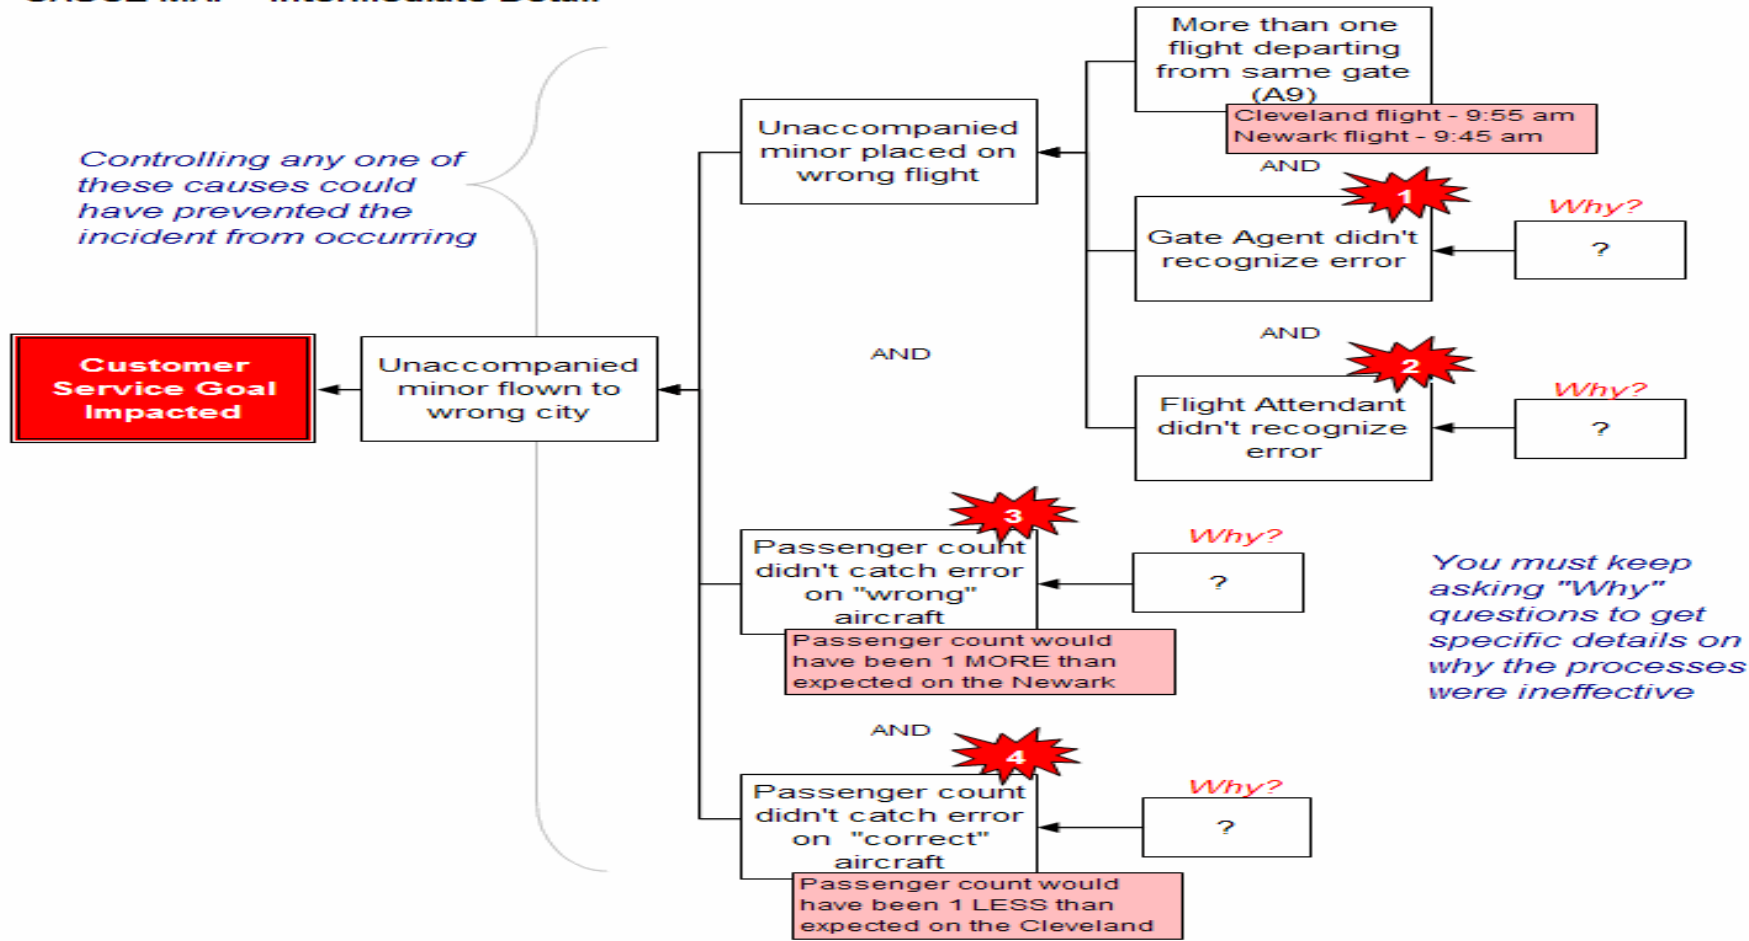 More than one
flight departing
from same gate
(A9)
Cleveland flight - 9:55 am
Newark flight - 9:45 am
AND
Unaccompanied
minor placed on
wrong flight
Controlling any one of
these causes could
have prevented the
incident from occurring
1
Gate Agent didn't
recognize error
Why?
?
AND
AND
2
Flight Attendant
didn't recognize
error
Why?
?
Customer
Service Goal
Impacted
Unaccompanied
minor flown to
wrong city
3
Passenger count
didn't catch error
on "wrong"
aircraft
Passenger count would
have been 1 MORE than
expected on the Newark
Why?
?
You must keep
asking "Why"
questions to get
specific details on
why the processes
were ineffective
AND
4
Passenger count
didn't catch error
on "correct"
aircraft
Passenger count would
have been 1 LESS than
expected on the Cleveland
Why?
?